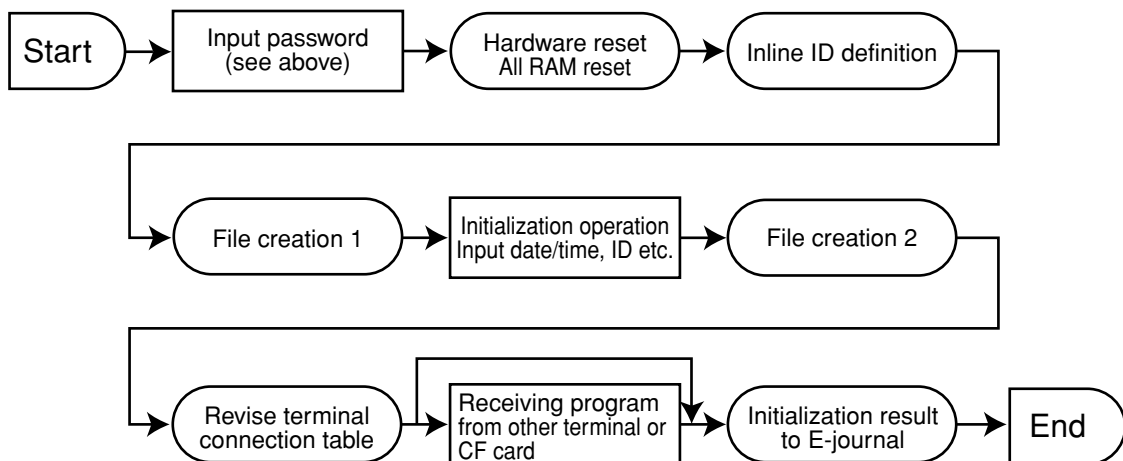 Start
Input password
(see above)
Hardware reset
All RAM reset
Inline ID definition
File creation 1
Initialization operation
Input date/time, ID etc.
File creation 2
Revise terminal
connection table
Receiving program
from other terminal or
CF card
Initialization result
to E-journal
End